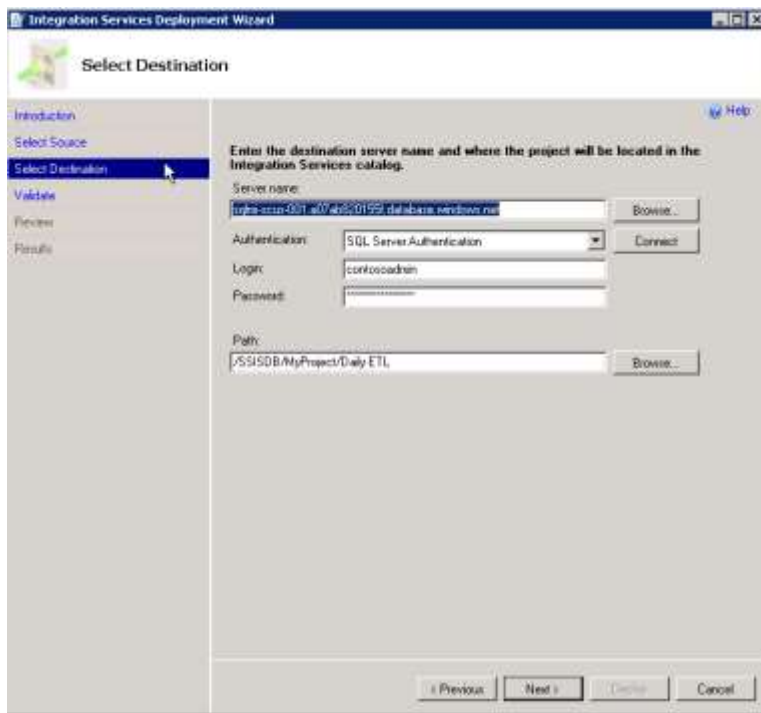 Integration Services Deployment Wizard
Select Destination
Help
Introduction
Select Source
Select Destination
Validate
Review
Results
Enter the destination server name and where the project will be located in the
Integration Services catalog.
Server name:
Browse...
Authentication:
SQL Server Authentication
Connect
Login:
contosoadmin
Password:
Path:
/SSISDB/MyProject/Daily ETL
Browse...
< Previous
Next >
Deploy
Cancel